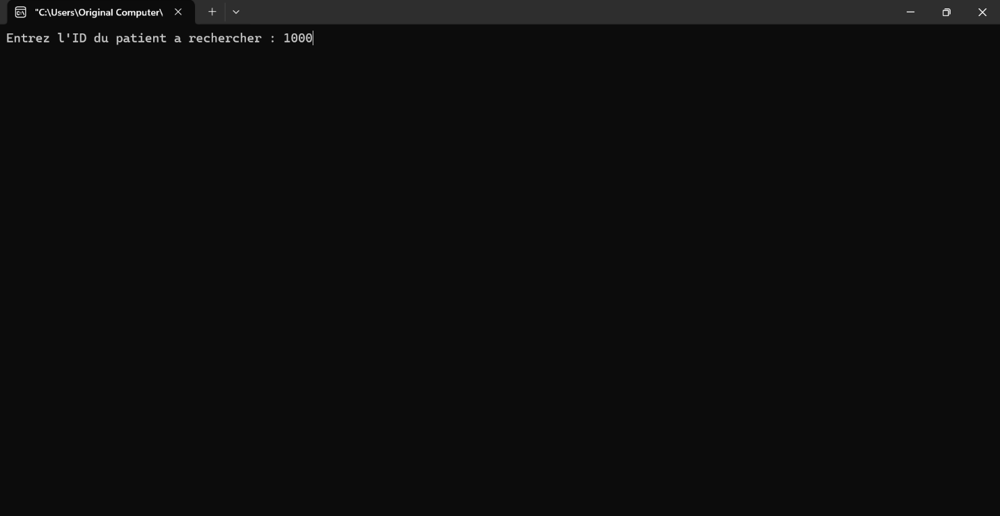 "C:\Users\Original Computer\
Entrez l'ID du patient a rechercher : 1000